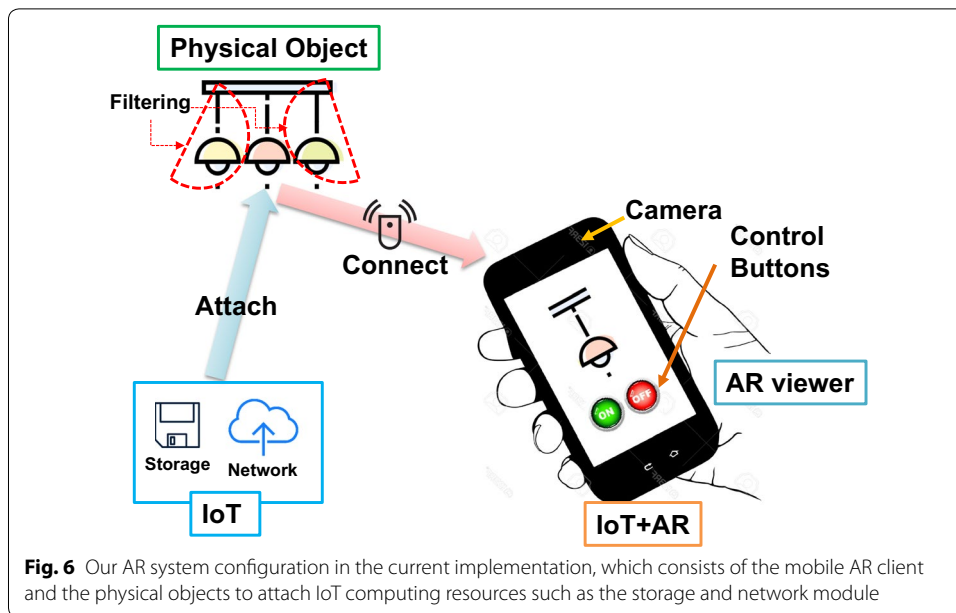 Physical Object
Filtering
Camera
Control
Buttons
Connect
Attach
AR viewer
ON
OFF
Storage
Network
IoT
IoT+AR
Fig. 6 Our AR system configuration in the current implementation, which consists of the mobile AR client
and the physical objects to attach IoT computing resources such as the storage and network module